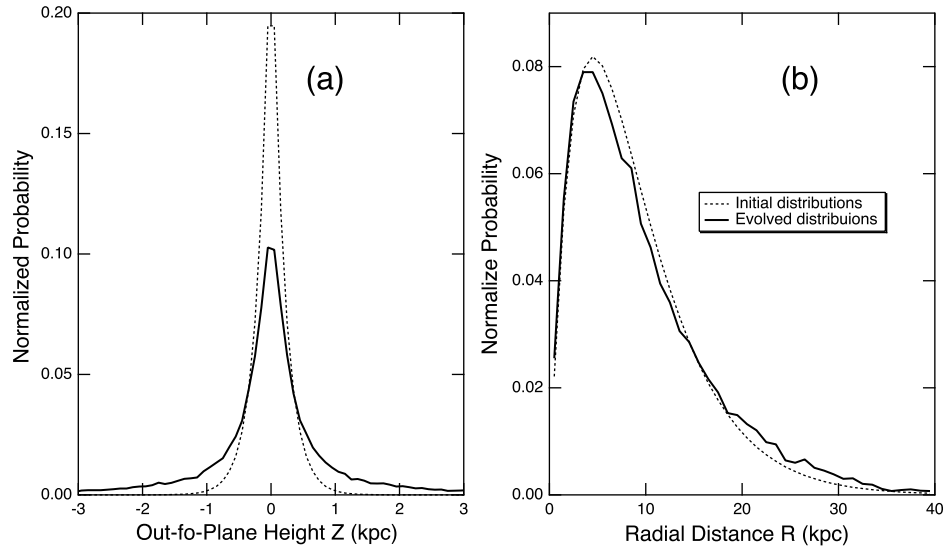 0.20
0.15
0.10
0.05
0.00
Normalized Probability
(a)
-3
-2
-1
0
1
2
3
Out-fo-Plane Height Z (kpc)
0.08
0.06
0.04
0.02
0.00
Normalize Probability
(b)
Initial distributions
Evolved distribuions
0
10
20
30
40
Radial Distance R (kpc)